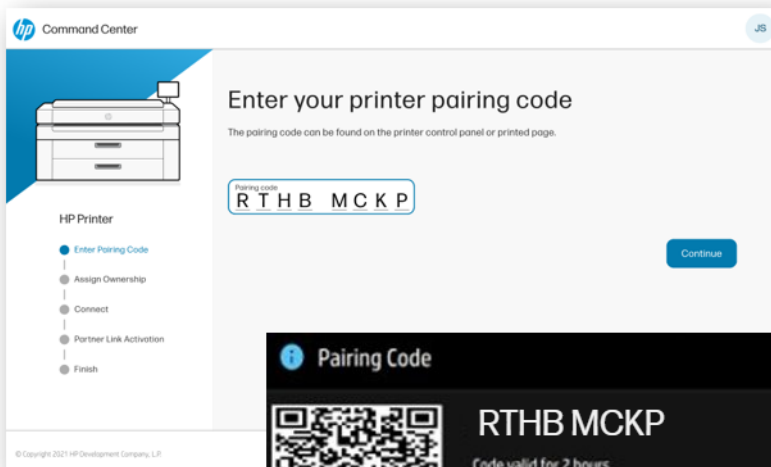 hp Command Center
JS
Enter your printer pairing code
The pairing code can be found on the printer control panel or printed page.
Pairing code
RTHB MCKP
Continue
HP Printer
Enter Pairing Code
Assign Ownership
Connect
Partner Link Activation
Finish
© Copyright 2021 HP Development Company, L.P.
Pairing Code
RTHB MCKP
Code valid for 2 hours